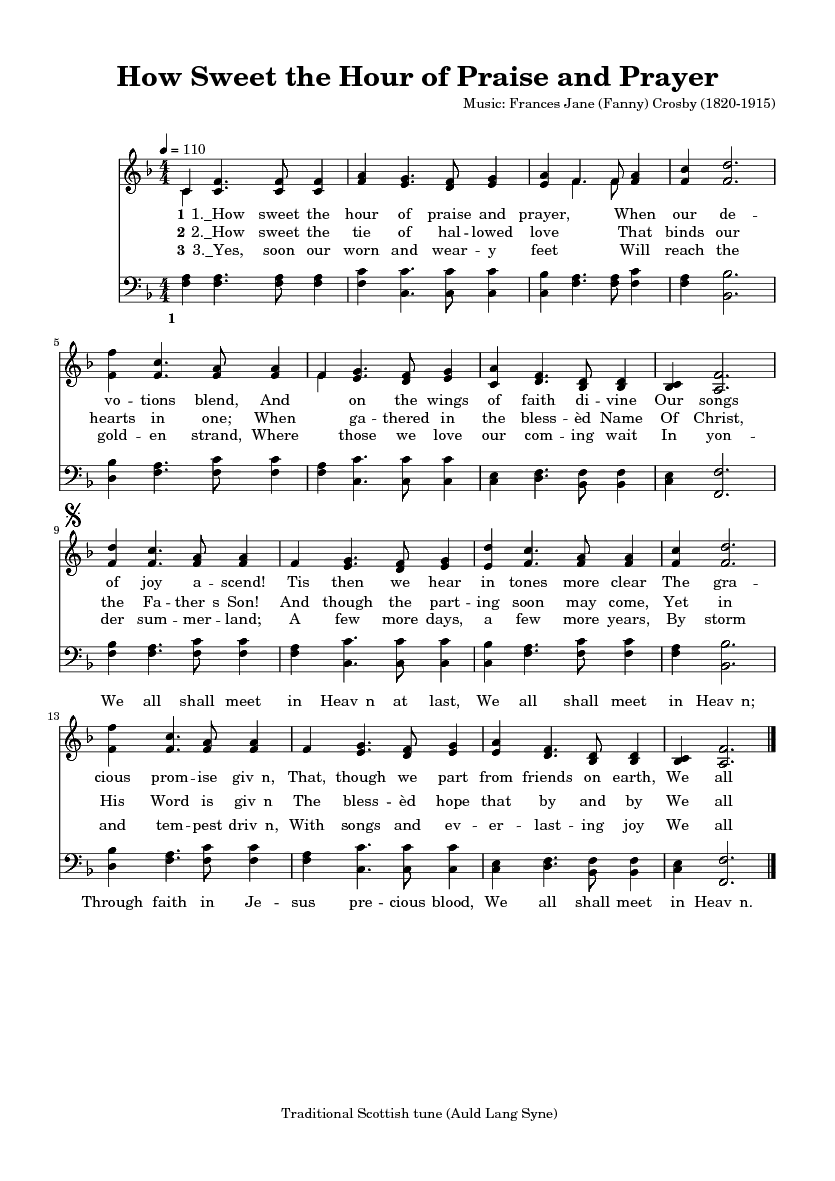 How Sweet the Hour of Praise and Prayer
Music: Frances Jane (Fanny) Crosby (1820-1915)
= 110
1 1._How sweet the hour of praise and prayer, When our de --
2 2._How sweet the tie of hal -- lowed love That binds our
3 3._Yes, soon our worn and wear -- y feet Will reach the
1
5
vo -- tions blend, And on the wings of faith di -- vine Our songs
hearts in one; When ga -- thered in the bless -- èd Name Of Christ,
gold -- en strand, Where those we love our com -- ing wait In yon --
9
of joy a -- scend! Tis then we hear in tones more clear The gra --
the Fa -- ther s Son! And though the part -- ing soon may come, Yet in
der sum -- mer -- land; A few more days, a few more years, By storm
We all shall meet in Heav n at last, We all shall meet in Heav n;
13
cious prom -- ise giv n, That, though we part from friends on earth, We all
His Word is giv n The bless -- èd hope that by and by We all
and tem -- pest driv n, With songs and ev -- er -- last -- ing joy We all
Through faith in Je -- sus pre -- cious blood, We all shall meet in Heav n.
Traditional Scottish tune (Auld Lang Syne)